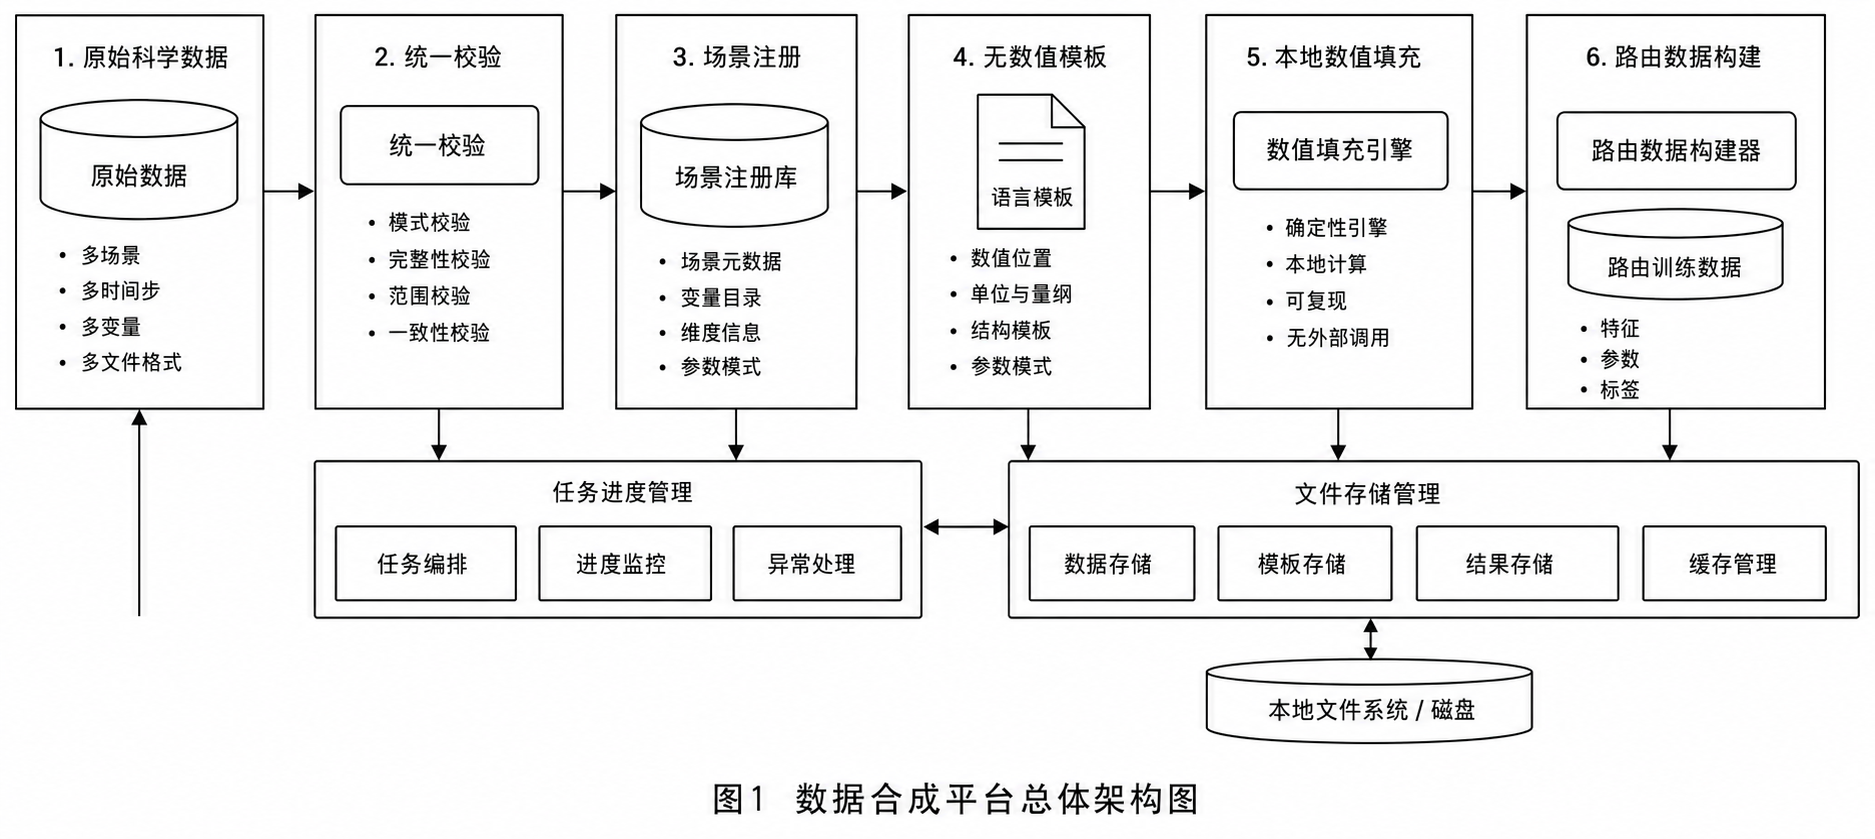 1. 原始科学数据
原始数据
• 多场景
• 多时间步
• 多变量
• 多文件格式
2. 统一校验
统一校验
• 模式校验
• 完整性校验
• 范围校验
• 一致性校验
3. 场景注册
场景注册库
• 场景元数据
• 变量目录
• 维度信息
• 参数模式
4. 无数值模板
语言模板
• 数值位置
• 单位与量纲
• 结构模板
• 参数模式
5. 本地数值填充
数值填充引擎
• 确定性引擎
• 本地计算
• 可复现
• 无外部调用
6. 路由数据构建
路由数据构建器
路由训练数据
• 特征
• 参数
• 标签
任务进度管理
任务编排
进度监控
异常处理
文件存储管理
数据存储
模板存储
结果存储
缓存管理
本地文件系统 / 磁盘
图1 数据合成平台总体架构图